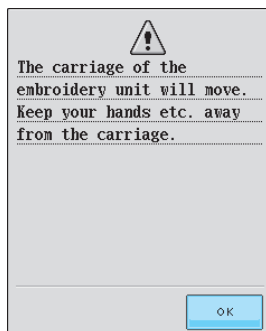 The carriage of the
embroidery unit will move.
Keep your hands etc. away
from the carriage.
OK